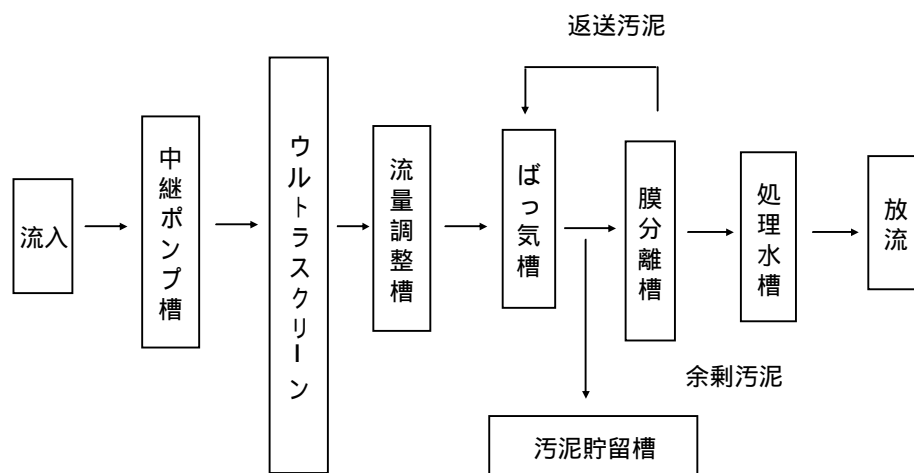 返送汚泥
流入
中継ポンプ槽
ウルトラスクリーン
流量調整槽
ばっ気槽
膜分離槽
処理水槽
放流
余剰汚泥
汚泥貯留槽